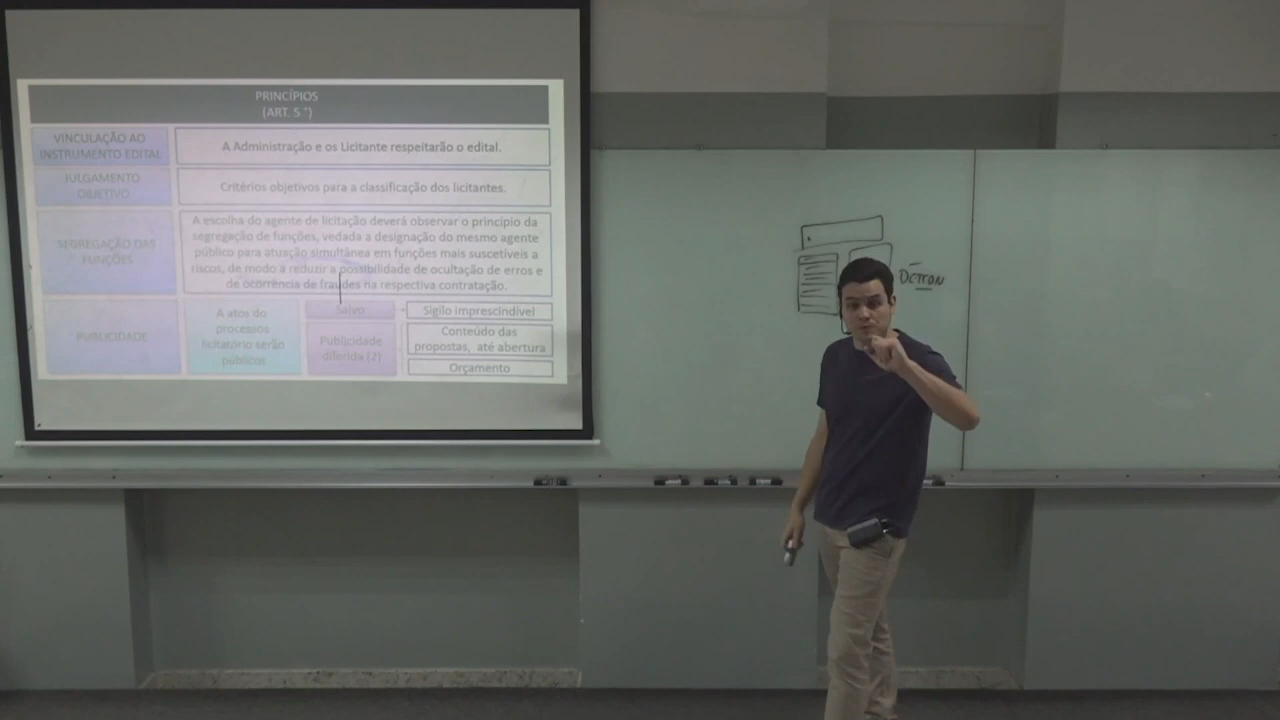 PRINCÍPIOS
(ART. 5 °)
VINCULAÇÃO AO
INSTRUMENTO EDITAL
A Administração e os Licitante respeitarão o edital.
JULGAMENTO
OBJETIVO
Critérios objetivos para a classificação dos licitantes.
SEGREGAÇÃO DAS
FUNÇÕES
A escolha do agente de licitação deverá observar o princípio da
segregação de funções, vedada a designação do mesmo agente
público para atuação simultânea em funções mais suscetíveis a
riscos, de modo a reduzir a possibilidade de ocultação de erros e
de ocorrência de fraudes na respectiva contratação.
PUBLICIDADE
A atos do
processos
licitatório serão
públicos
Salvo
Sigilo imprescindível
Publicidade
diferida (2)
Conteúdo das
propostas, até abertura
Orçamento